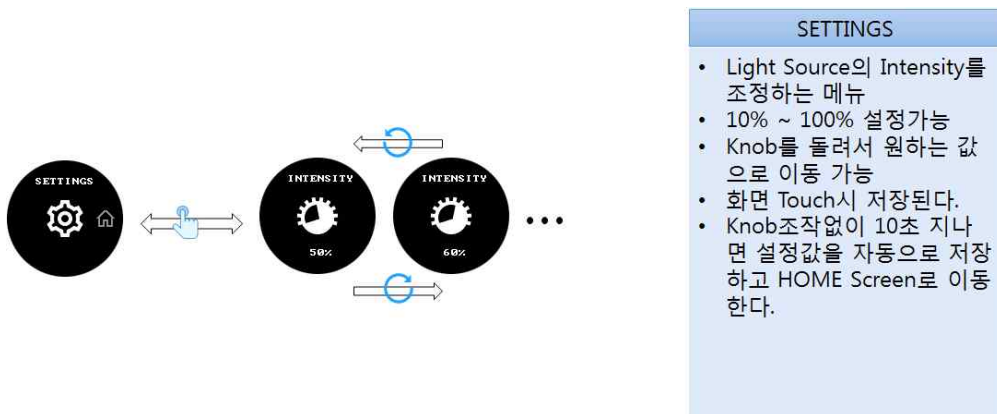 SETTINGS
INTENSITY
50%
INTENSITY
60%
SETTINGS
• Light Source의 Intensity를
조정하는 메뉴
• 10% ~ 100% 설정가능
• Knob를 돌려서 원하는 값
으로 이동 가능
• 화면 Touch시 저장된다.
• Knob조작없이 10초 지나
면 설정값을 자동으로 저장
하고 HOME Screen로 이동
한다.